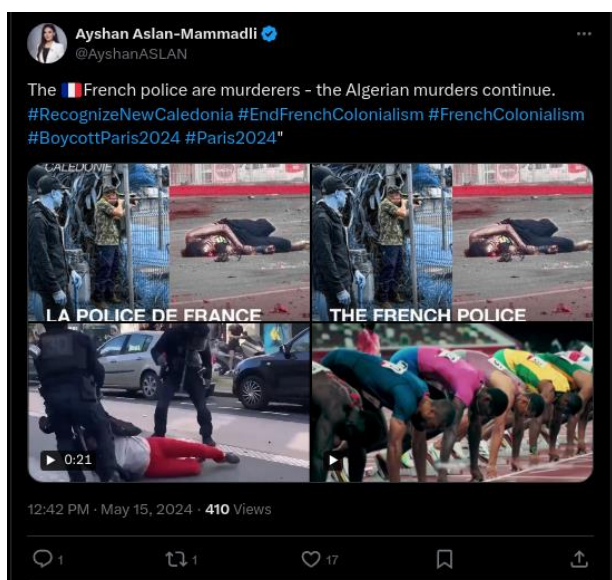 Ayshan Aslan-Mammadli
@AyshanASLAN
The 🇫🇷French police are murderers - the Algerian murders continue.
#RecognizeNewCaledonia #EndFrenchColonialism #FrenchColonialism
#BoycottParis2024 #Paris2024"
CALEDONIE
LA POLICE DE FRANCE
THE FRENCH POLICE
0:21
12:42 PM · May 15, 2024 · 410 Views
1 1 17